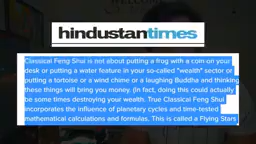 hindustantimes
Classical Feng Shui is not about putting a frog with a coin on your
desk or putting a water feature in your so-called "wealth" sector or
putting a tortoise or a wind chime or a laughing Buddha and thinking
these things will bring you money. (In fact, doing this could actually
be some times destroying your wealth. True Classical Feng Shui
incorporates the influence of planetary cycles and time-tested
mathematical calculations and formulas. This is called a Flying Stars